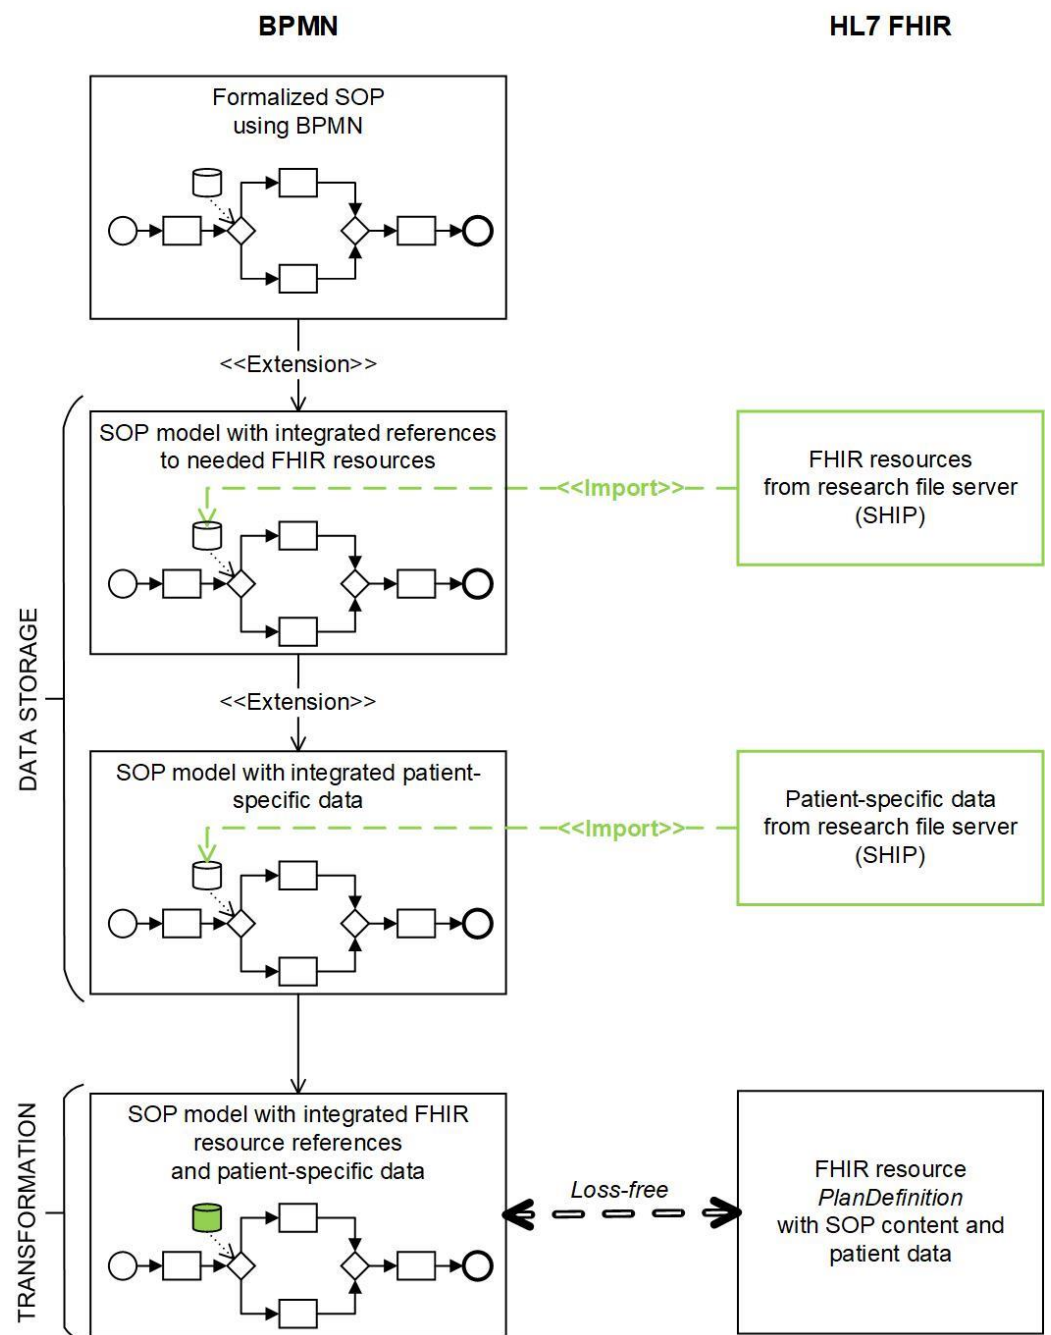 BPMN
HL7 FHIR
Formalized SOP
using BPMN
<<Extension>>
DATA STORAGE
SOP model with integrated references
to needed FHIR resources
<<Import>>
FHIR resources
from research file server
(SHIP)
<<Extension>>
SOP model with integrated patient-
specific data
<<Import>>
Patient-specific data
from research file server
(SHIP)
TRANSFORMATION
SOP model with integrated FHIR
resource references
and patient-specific data
Loss-free
FHIR resource
PlanDefinition
with SOP content and
patient data